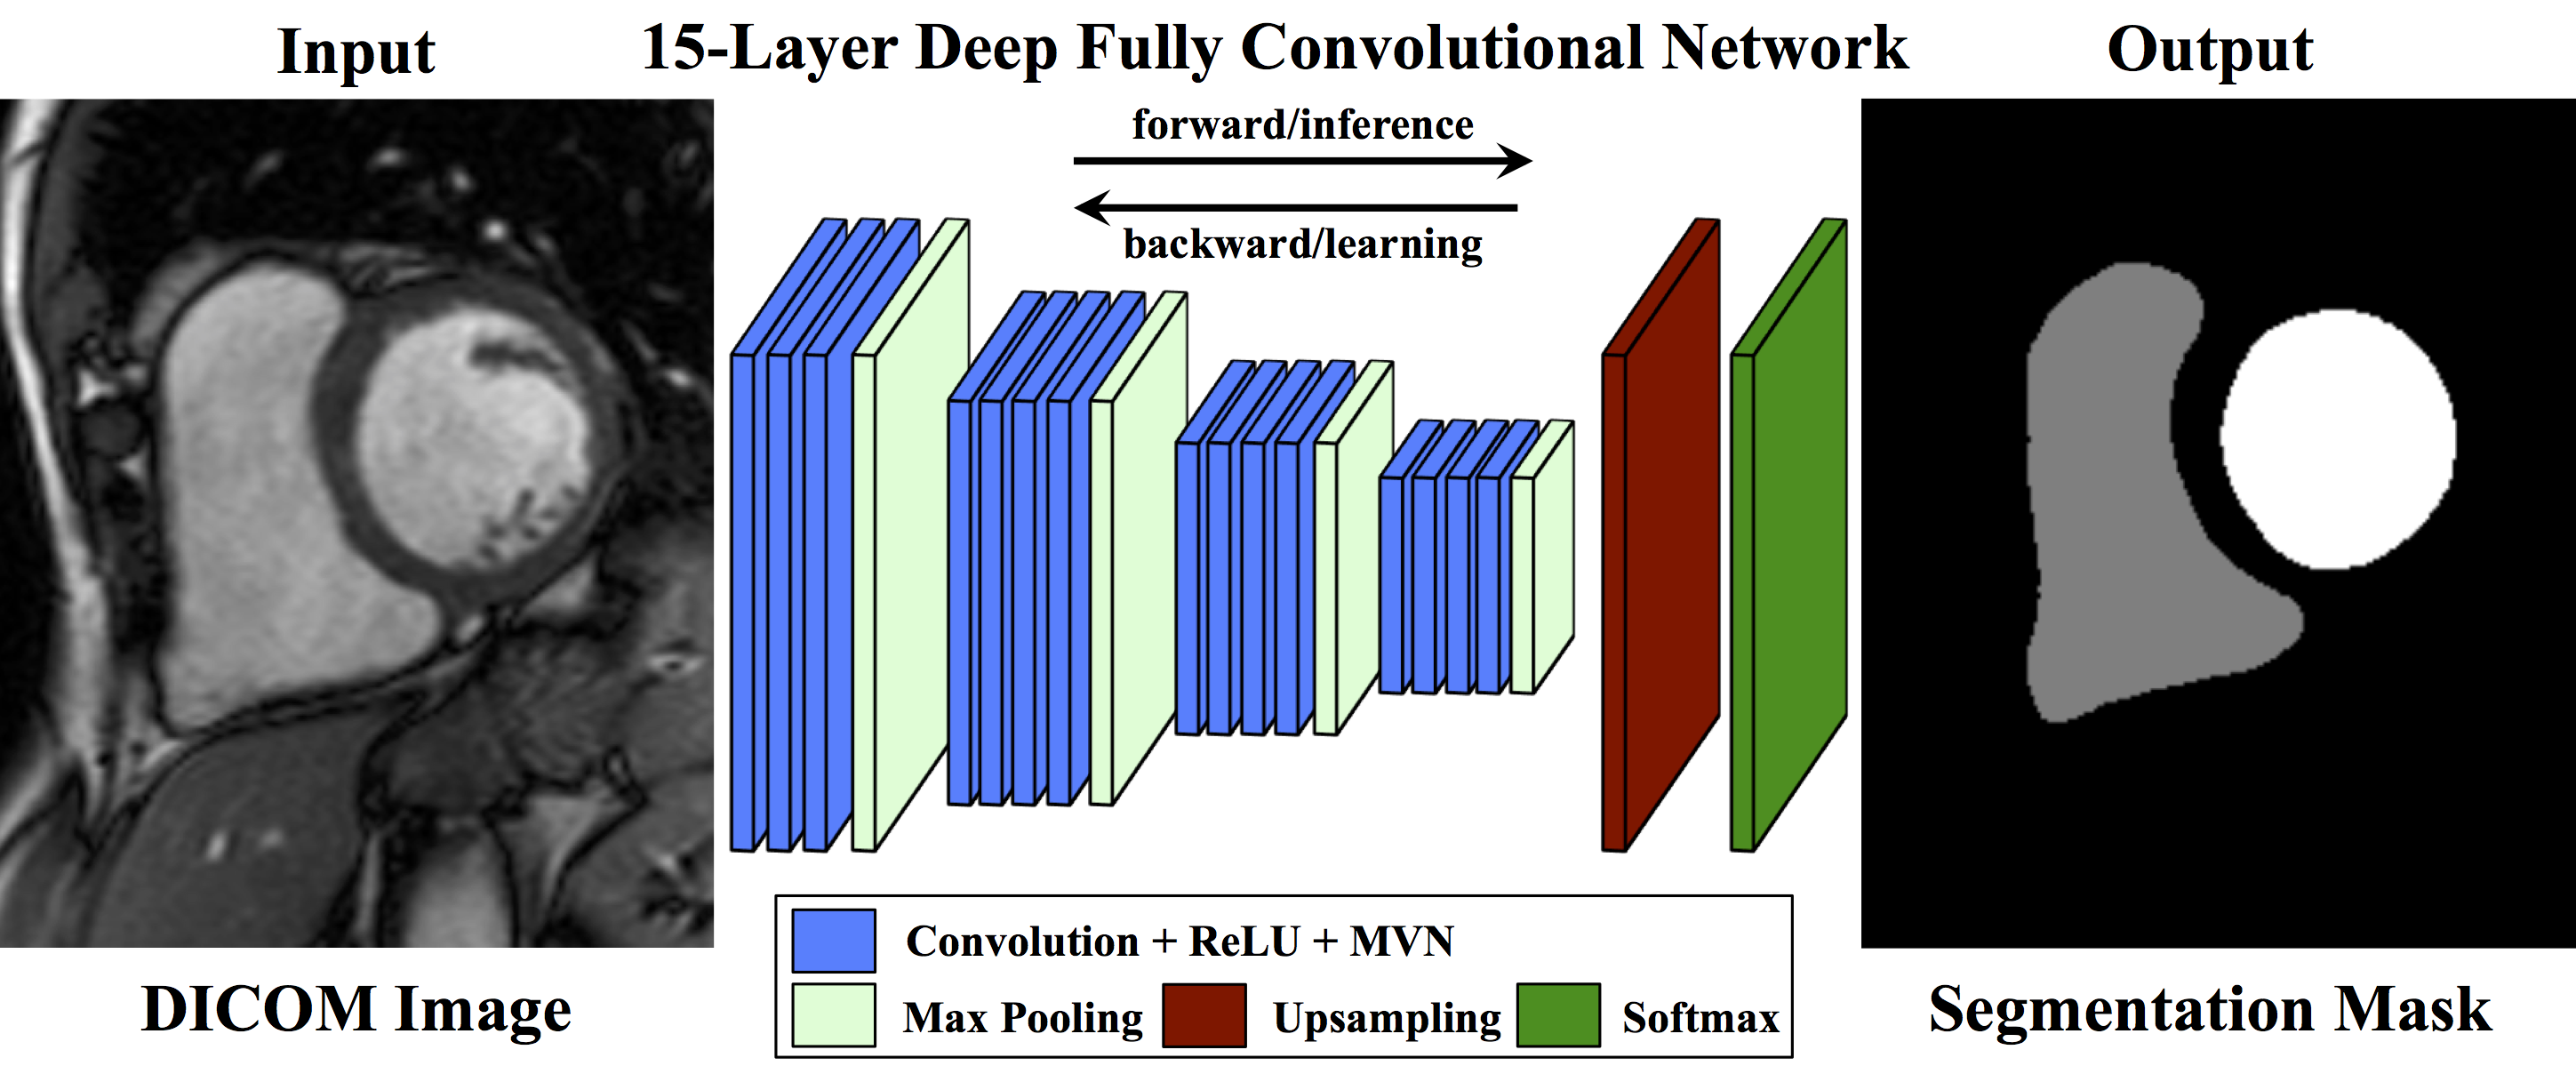 Input
15-Layer Deep Fully Convolutional Network
Output
forward/inference
backward/learning
Convolution + ReLU + MVN
Max Pooling
Upsampling
Softmax
DICOM Image
Segmentation Mask